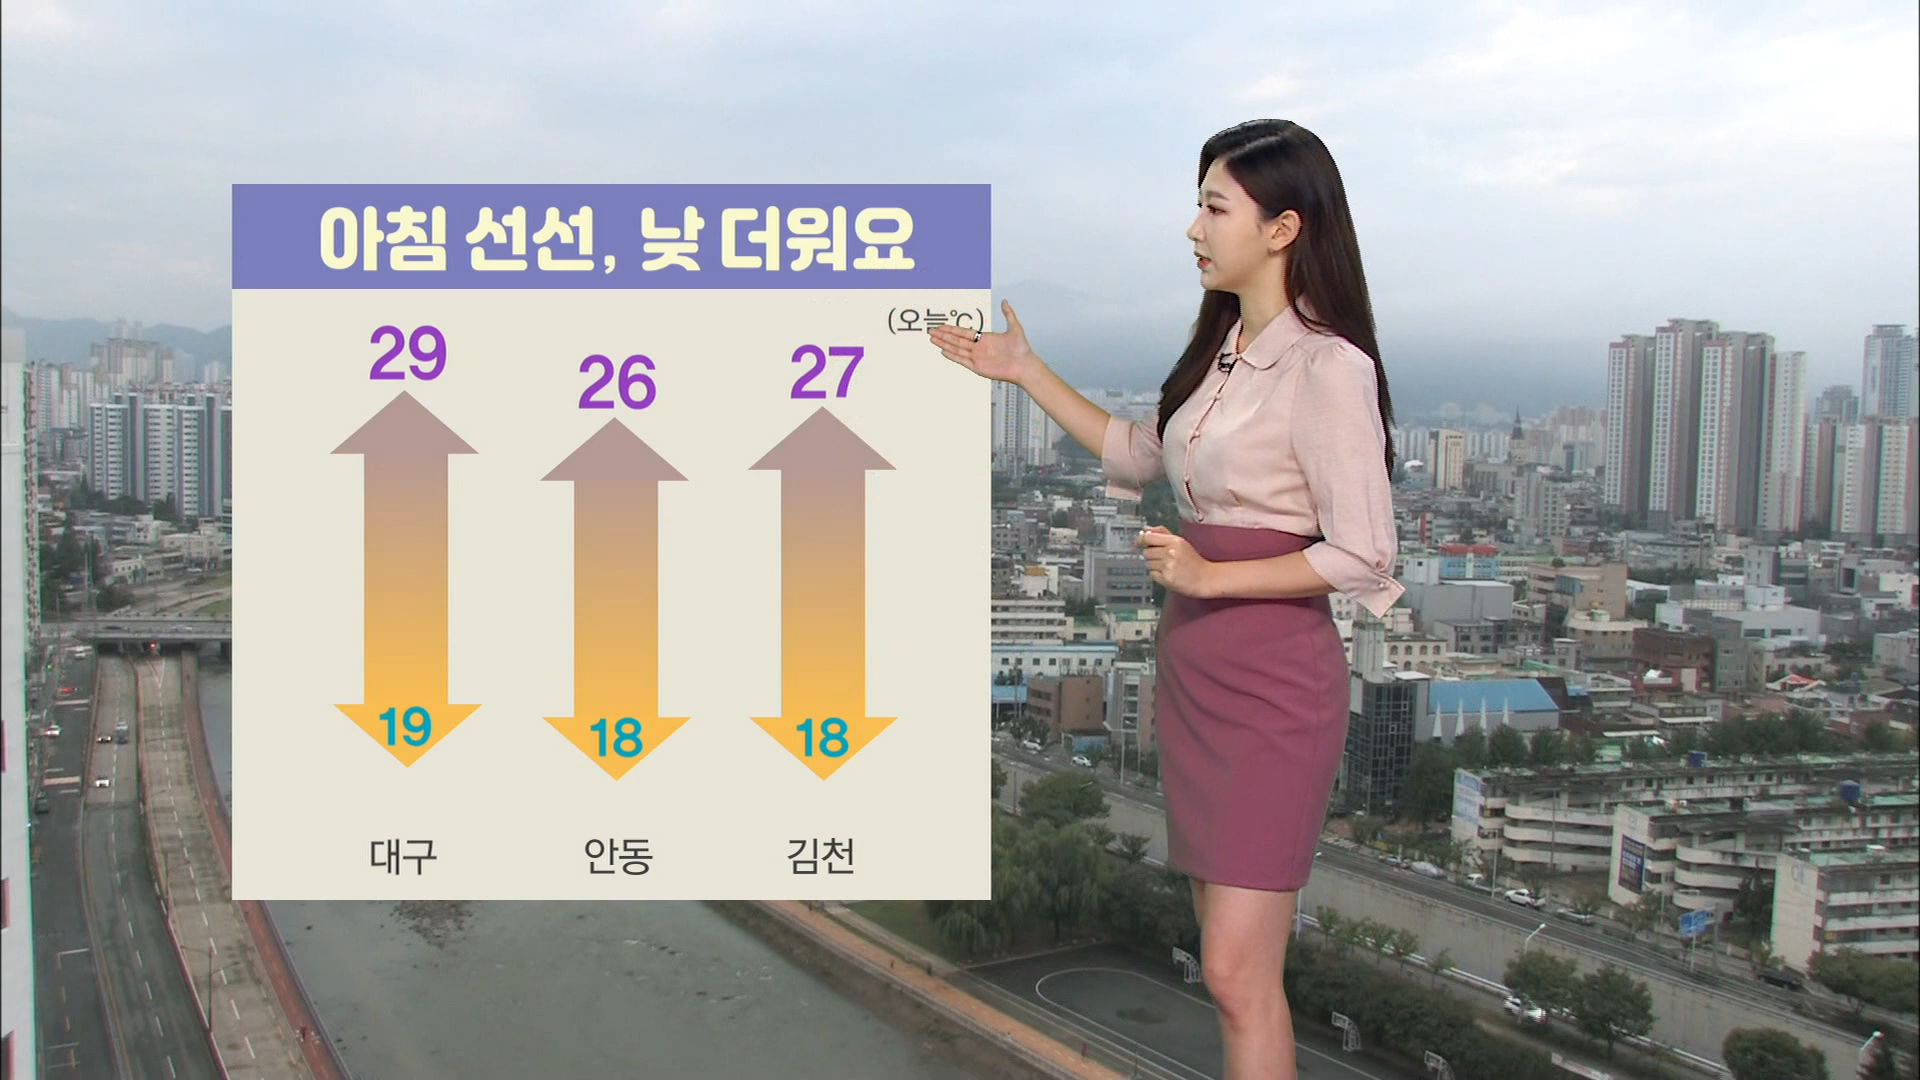 아침 선선, 낮 더워요
(오늘℃)
29 26 27
19 18 18
대구 안동 김천